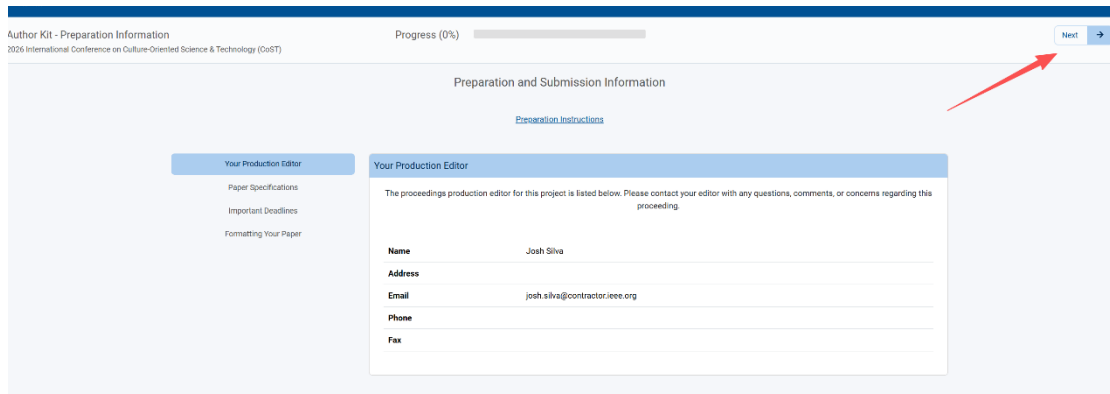 Author Kit - Preparation Information
2026 International Conference on Culture-Oriented Science & Technology (CoST)
Progress (0%)
Next
Preparation and Submission Information
Preparation Instructions
Your Production Editor
Paper Specifications
Important Deadlines
Formatting Your Paper
Your Production Editor
The proceedings production editor for this project is listed below. Please contact your editor with any questions, comments, or concerns regarding this
proceeding.
Name Josh Silva
Address
Email josh.silva@contractor.ieee.org
Phone
Fax